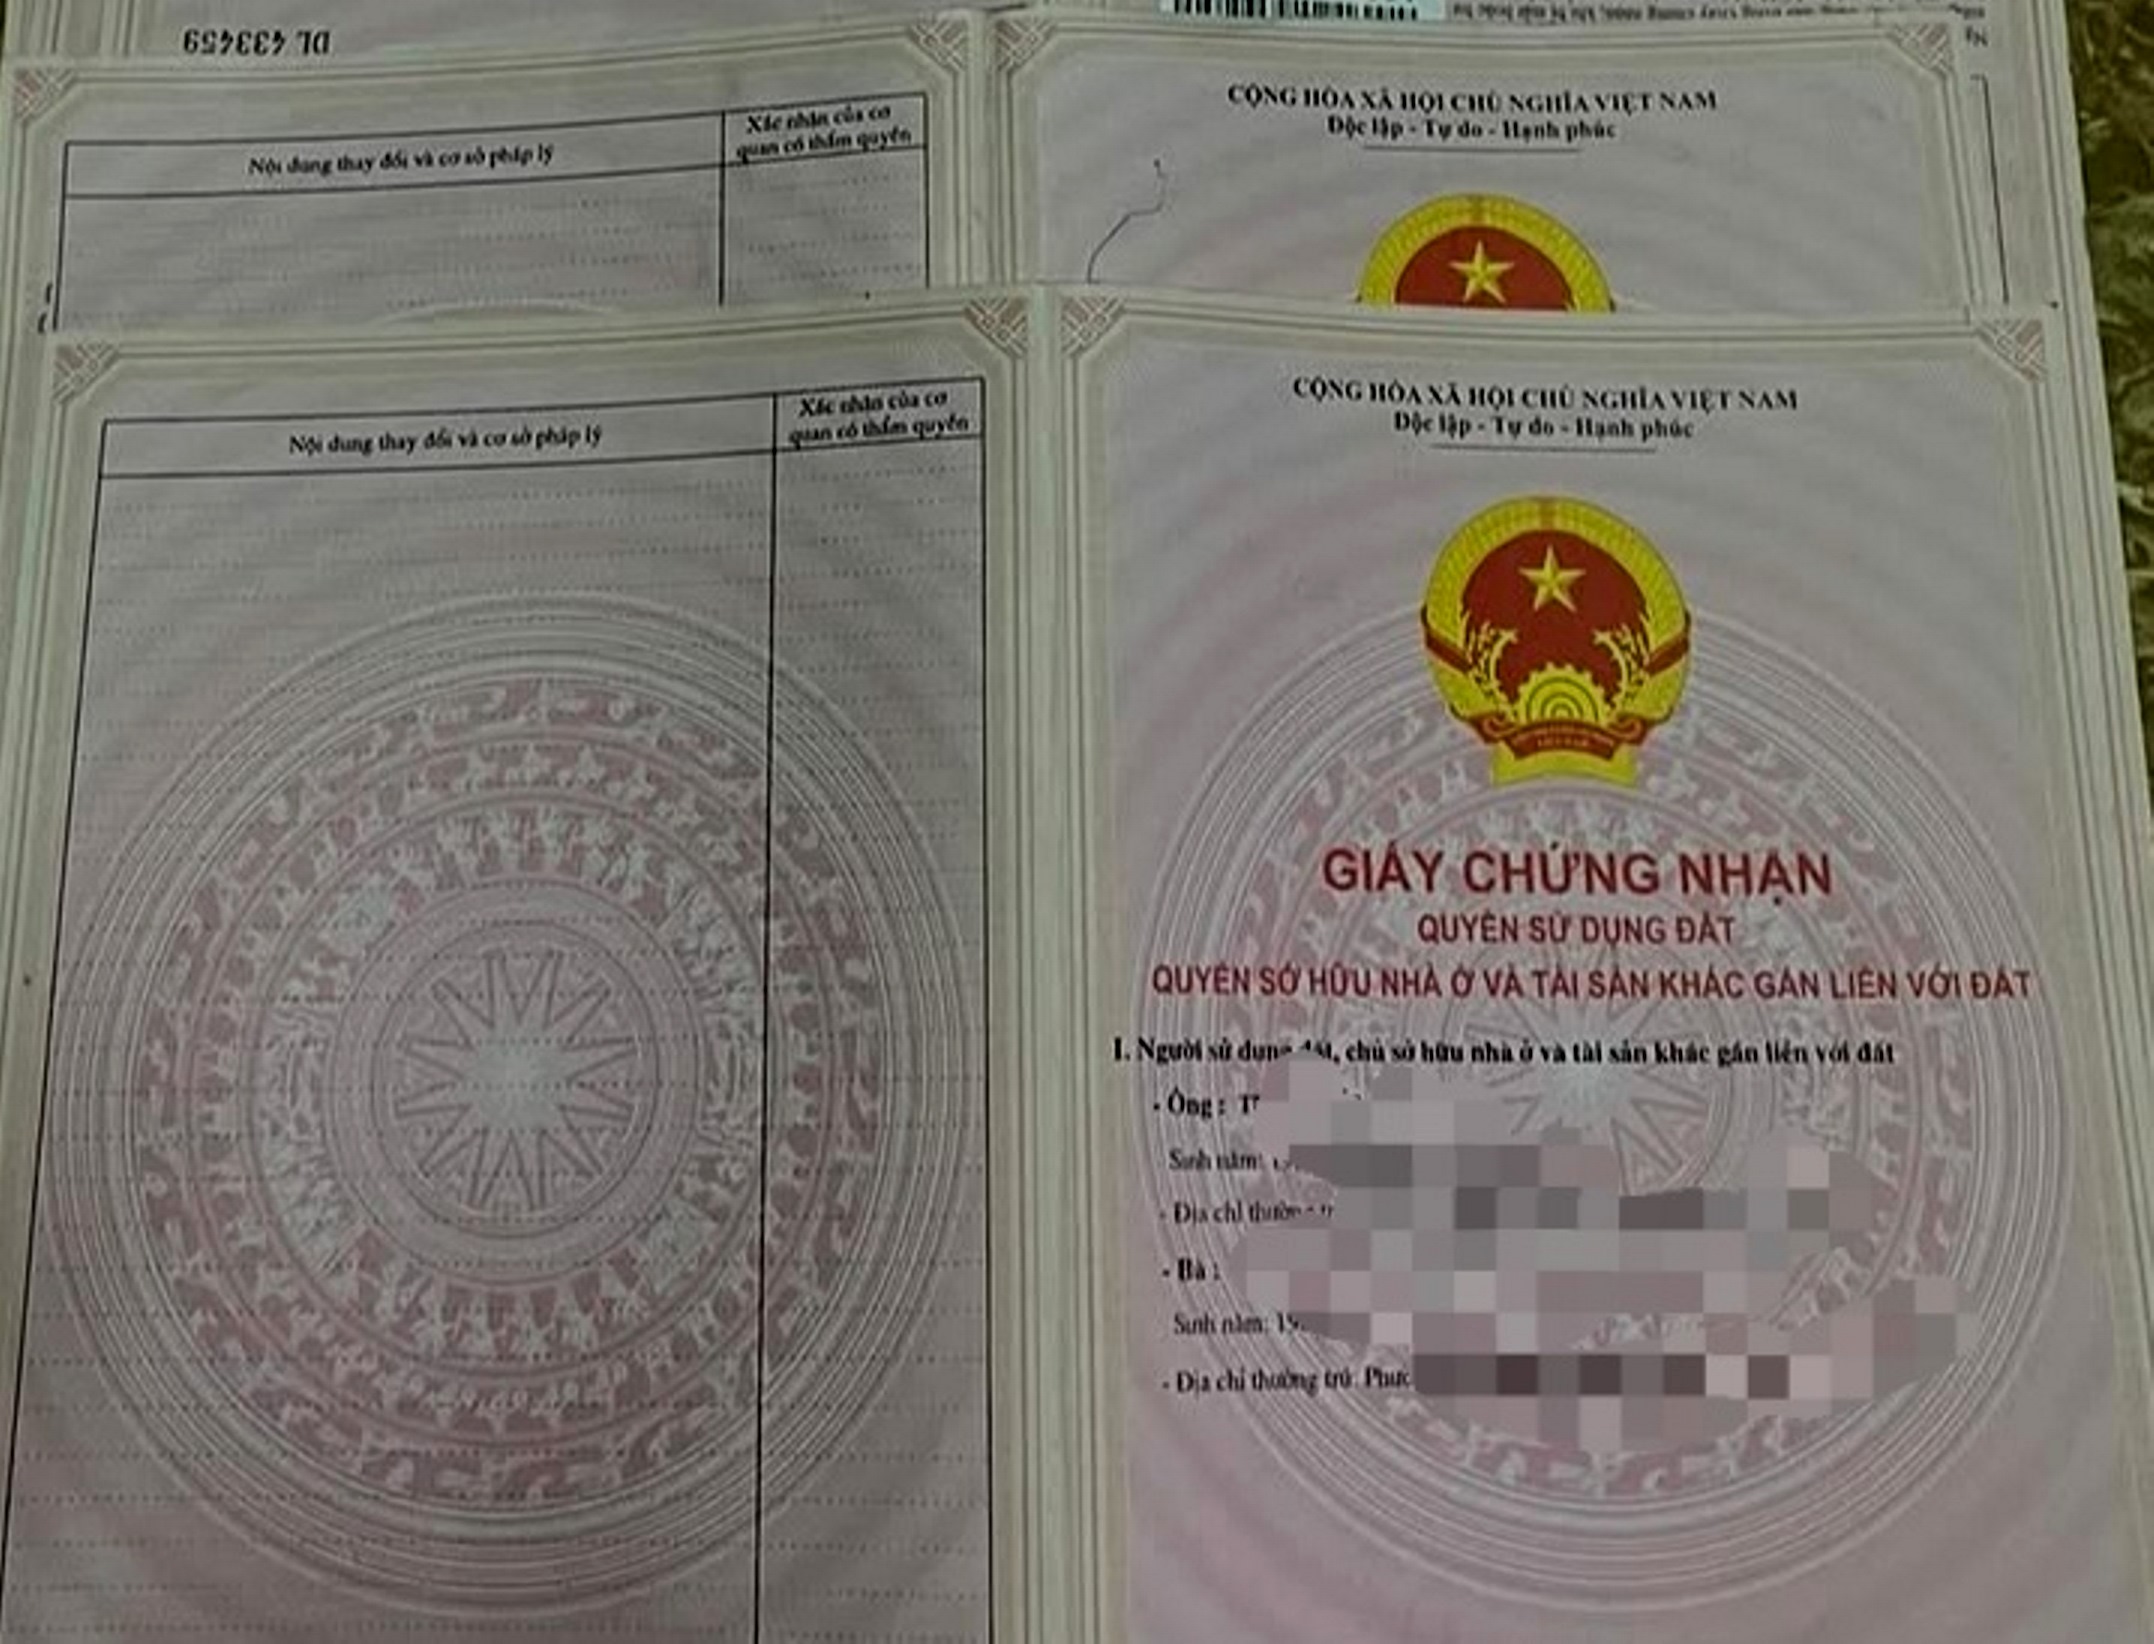 DL 433459
Nội dung thay đổi và cơ sở pháp lý
Xác nhận của cơ
quan có thẩm quyền
CỘNG HÒA XÃ HỘI CHỦ NGHĨA VIỆT NAM
Độc lập - Tự do - Hạnh phúc
Nội dung thay đổi và cơ sở pháp lý
Xác nhận của cơ
quan có thẩm quyền
CỘNG HÒA XÃ HỘI CHỦ NGHĨA VIỆT NAM
Độc lập - Tự do - Hạnh phúc
GIẤY CHỨNG NHẬN
QUYỀN SỬ DỤNG ĐẤT
QUYỀN SỞ HỮU NHÀ Ở VÀ TÀI SẢN KHÁC GẮN LIỀN VỚI ĐẤT
I. Người sử dụng đất, chủ sở hữu nhà ở và tài sản khác gắn liền với đất
- Ông :
Sinh năm:
- Địa chỉ thường
- Bà :
Sinh năm: 19
- Địa chỉ thường trú: